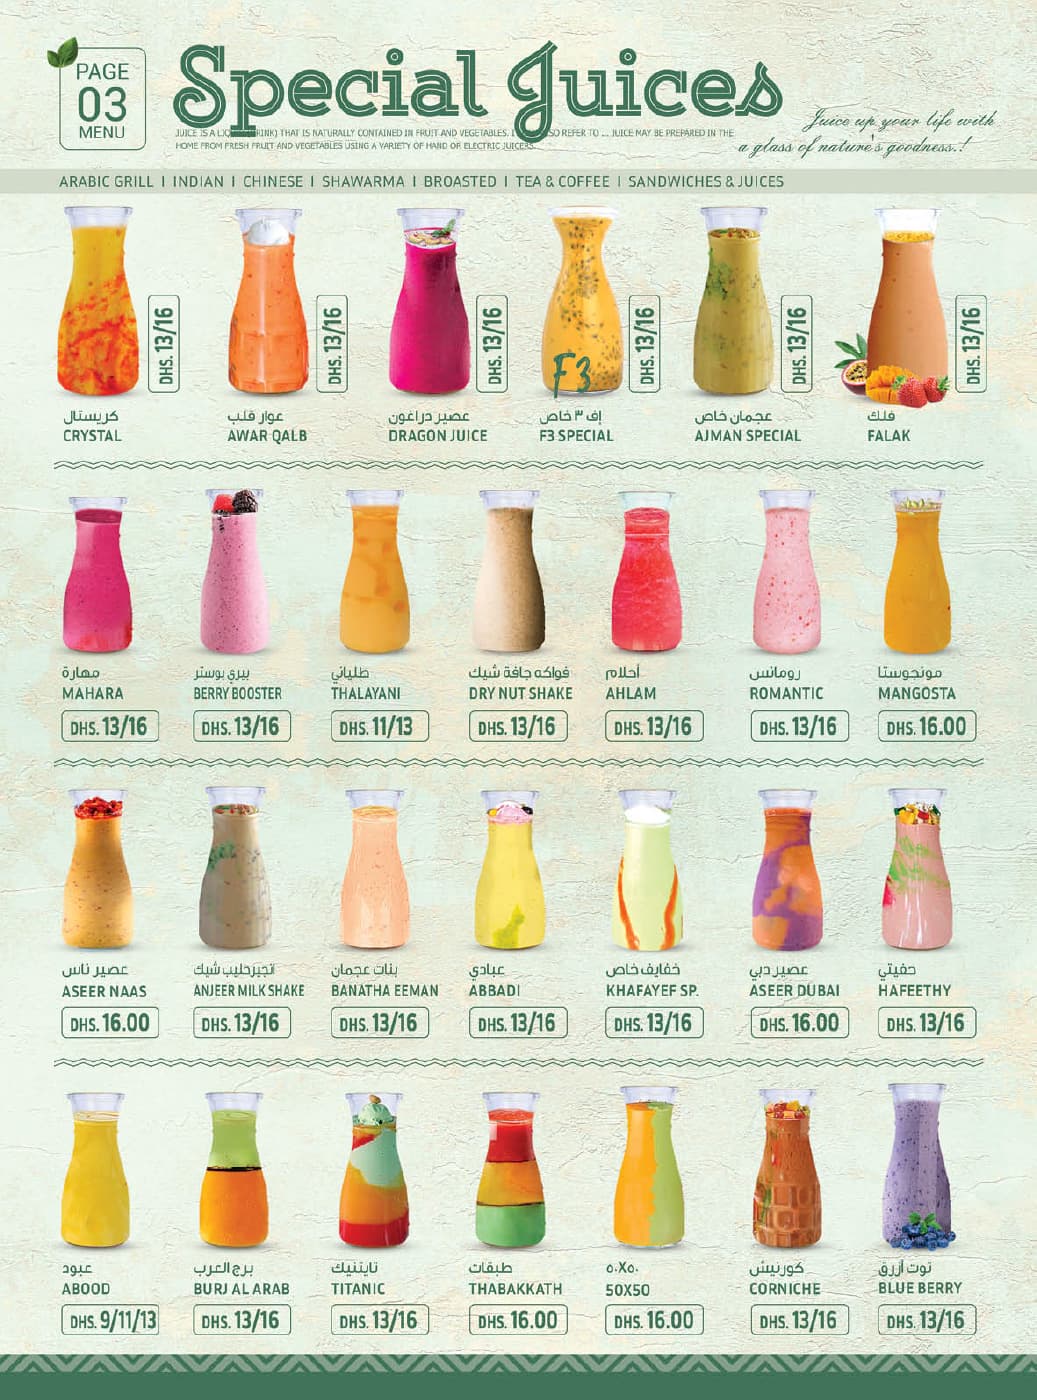 PAGE
03
MENU
Special Juices
JUICE IS A (DRINK) THAT IS NATURALLY CONTAINED IN FRUIT AND VEGETABLES. REFER TO ... JUICE MAY BE PREPARED IN THE
HOME FROM FRESH FRUIT AND VEGETABLES USING A VARIETY OF HAND OR ELECTRIC JUICERS.
Juice up your life with
a glass of nature's goodness.!
ARABIC GRILL I INDIAN I CHINESE I SHAWARMA I BROASTED I TEA & COFFEE I SANDWICHES & JUICES
DHS. 13/16
DHS. 13/16
DHS. 13/16
F3
DHS. 13/16
DHS. 13/16
DHS. 13/16
كريستال
CRYSTAL
عوار قلب
AWAR QALB
عصير دراغون
DRAGON JUICE
إف ٣ خاص
F3 SPECIAL
عجمان خاص
AJMAN SPECIAL
فلك
FALAK
مهارة
MAHARA
DHS. 13/16
بيري بوستر
BERRY BOOSTER
DHS. 13/16
طلياني
THALAYANI
DHS. 11/13
فواكه جافة شيك
DRY NUT SHAKE
DHS. 13/16
أحلام
AHLAM
DHS. 13/16
رومانس
ROMANTIC
DHS. 13/16
مونجوستا
MANGOSTA
DHS. 16.00
عصير ناس
ASEER NAAS
DHS. 16.00
انجيرحليب شيك
ANJEER MILK SHAKE
DHS. 13/16
بنات عجمان
BANATHA EEMAN
DHS. 13/16
عبادي
ABBADI
DHS. 13/16
خفايف خاص
KHAFAYEF SP.
DHS. 13/16
عصير دبي
ASEER DUBAI
DHS. 16.00
حفيتي
HAFEETHY
DHS. 13/16
عبود
ABOOD
DHS. 9/11/13
برج العرب
BURJ AL ARAB
DHS. 13/16
تايتنيك
TITANIC
DHS. 13/16
طبقات
THABAKKATH
DHS. 16.00
٥٠X٥٠
50X50
DHS. 16.00
كورنيش
CORNICHE
DHS. 13/16
توت أزرق
BLUE BERRY
DHS. 13/16